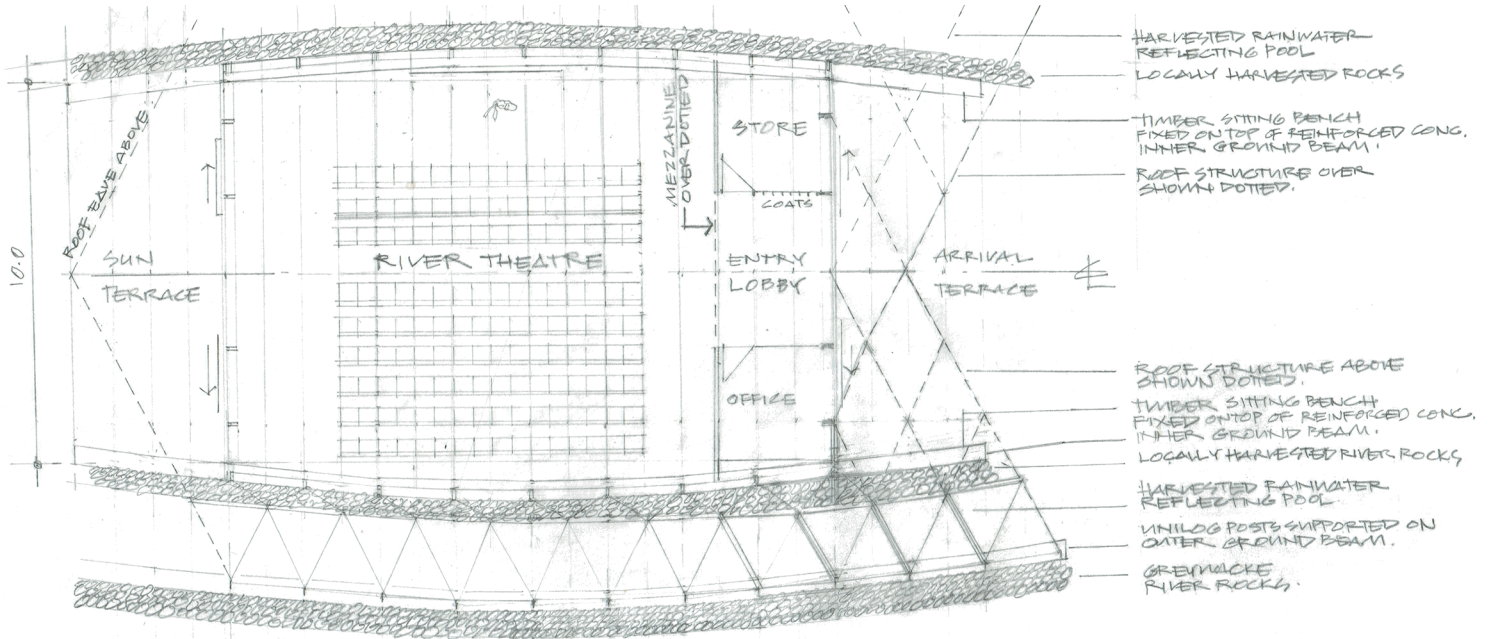 HARVESTED RAINWATER
REFLECTING POOL
LOCALLY HARVESTED ROCKS
TIMBER SITTING BENCH
FIXED ON TOP OF REINFORCED CONC.
INNER GROUND BEAM.
ROOF STRUCTURE OVER
SHOWN DOTTED.
ROOF EAVE ABOVE
MEZZANINE
OVER DOTTED
STORE
COATS
10.0
SUN
TERRACE
RIVER THEATRE
ENTRY
LOBBY
ARRIVAL
TERRACE
OFFICE
ROOF STRUCTURE ABOVE
SHOWN DOTTED.
TIMBER SITTING BENCH
FIXED ON TOP OF REINFORCED CONC.
INNER GROUND BEAM.
LOCALLY HARVESTED RIVER ROCKS
HARVESTED RAINWATER
REFLECTING POOL
UNILOG POSTS SUPPORTED ON
OUTER GROUND BEAM.
GREYWACKE
RIVER ROCKS.